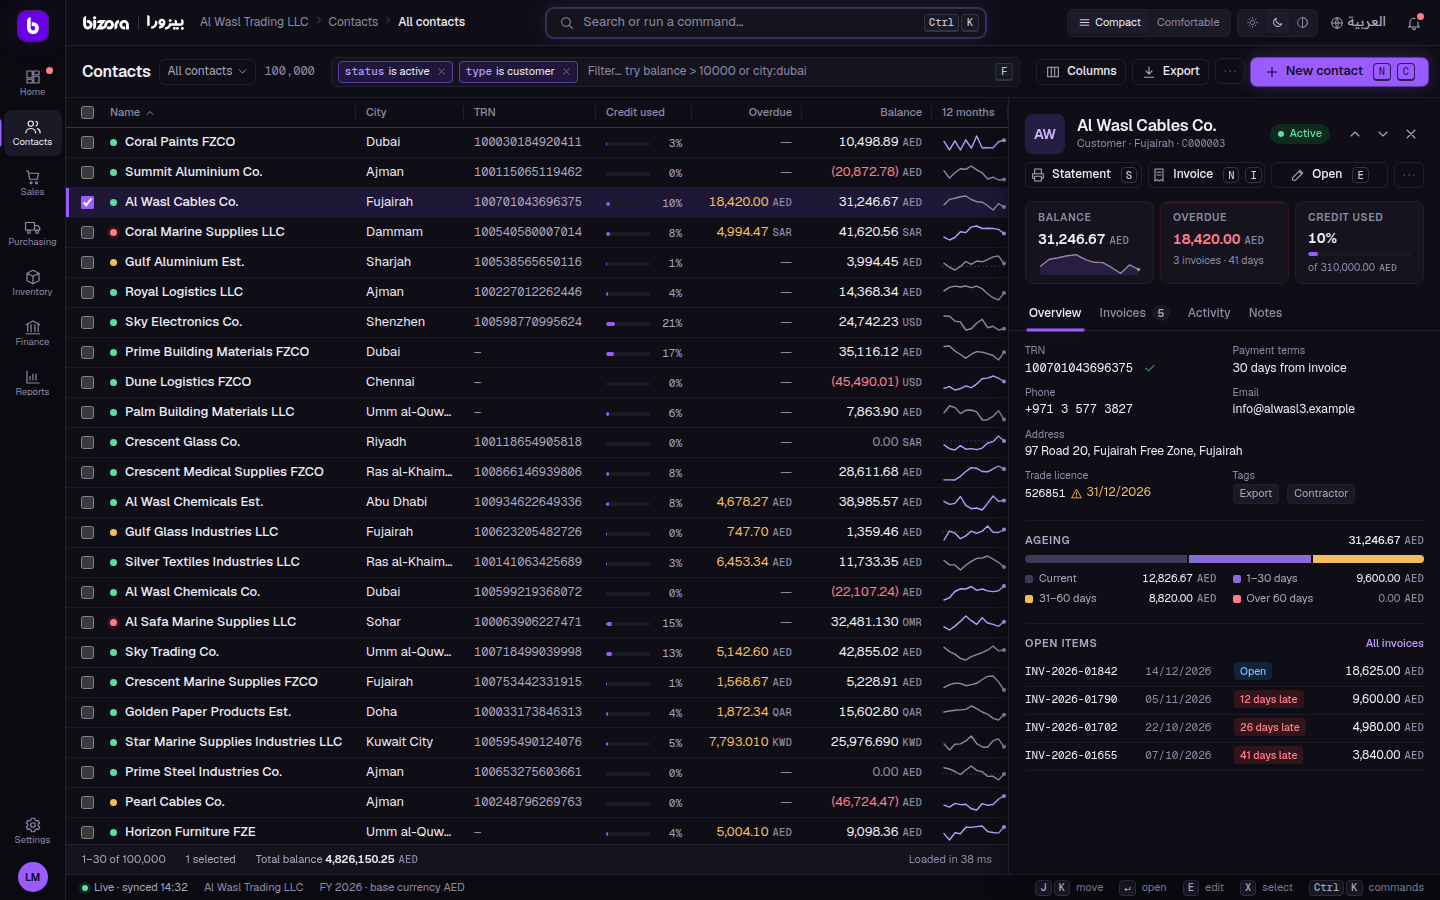 bizora | بيزورا Al Wasl Trading LLC > Contacts > All contacts Search or run a command… Ctrl K Compact Comfortable العربية
Home
Contacts
Sales
Purchasing
Inventory
Finance
Reports
Settings
LM
Contacts All contacts 100,000 status is active × type is customer × Filter… try balance > 10000 or city:dubai F Columns Export ··· + New contact N C
Name City TRN Credit used Overdue Balance 12 months
Coral Paints FZCO Dubai 100030184920411 3% — 10,498.89 AED
Summit Aluminium Co. Ajman 100115065119462 0% — (20,872.78) AED
Al Wasl Cables Co. Fujairah 100701043696375 10% 18,420.00 AED 31,246.67 AED
Coral Marine Supplies LLC Dammam 100540580007014 8% 4,994.47 SAR 41,620.56 SAR
Gulf Aluminium Est. Sharjah 100538565650116 1% — 3,994.45 AED
Royal Logistics LLC Ajman 100227012262446 4% — 14,368.34 AED
Sky Electronics Co. Shenzhen 100598770995624 21% — 24,742.23 USD
Prime Building Materials FZCO Dubai – 17% — 35,116.12 AED
Dune Logistics FZCO Chennai – 0% — (45,490.01) USD
Palm Building Materials LLC Umm al-Quw… – 6% — 7,863.90 AED
Crescent Glass Co. Riyadh 100118654905818 0% — 0.00 SAR
Crescent Medical Supplies FZCO Ras al-Khaim… 100866146939806 8% — 28,611.68 AED
Al Wasl Chemicals Est. Abu Dhabi 100934622649336 8% 4,678.27 AED 38,985.57 AED
Gulf Glass Industries LLC Fujairah 100623205482726 0% 747.70 AED 1,359.46 AED
Silver Textiles Industries LLC Ras al-Khaim… 100141063425689 3% 6,453.34 AED 11,733.35 AED
Al Wasl Chemicals Co. Dubai 100599219368072 0% — (22,107.24) AED
Al Safa Marine Supplies LLC Sohar 100063906227471 15% — 32,481.130 OMR
Sky Trading Co. Umm al-Quw… 100718499039998 13% 5,142.60 AED 42,855.02 AED
Crescent Marine Supplies FZCO Fujairah 100753442331915 1% 1,568.67 AED 5,228.91 AED
Golden Paper Products Est. Doha 100033173846313 4% 1,872.34 QAR 15,602.80 QAR
Star Marine Supplies Industries LLC Kuwait City 100595490124076 5% 7,793.010 KWD 25,976.690 KWD
Prime Steel Industries Co. Ajman 100653275603661 0% — 0.00 AED
Pearl Cables Co. Ajman 100248796269763 0% — (46,724.47) AED
Horizon Furniture FZE Umm al-Quw… – 4% 5,004.10 AED 9,098.36 AED
1–30 of 100,000 1 selected Total balance 4,826,150.25 AED Loaded in 38 ms
AW Al Wasl Cables Co. Active
Customer · Fujairah · C000003
Statement S Invoice N I Open E ···
BALANCE OVERDUE CREDIT USED
31,246.67 AED 18,420.00 AED 10%
3 invoices · 41 days of 310,000.00 AED
Overview Invoices 5 Activity Notes
TRN Payment terms
100701043696375 30 days from invoice
Phone Email
+971 3 577 3827 info@alwasl3.example
Address
97 Road 20, Fujairah Free Zone, Fujairah
Trade licence Tags
526851 31/12/2026 Export Contractor
AGEING 31,246.67 AED
Current 12,826.67 AED 1–30 days 9,600.00 AED
31–60 days 8,820.00 AED Over 60 days 0.00 AED
OPEN ITEMS All invoices
INV-2026-01842 14/12/2026 Open 18,625.00 AED
INV-2026-01790 05/11/2026 12 days late 9,600.00 AED
INV-2026-01702 22/10/2026 26 days late 4,980.00 AED
INV-2026-01655 07/10/2026 41 days late 3,840.00 AED
Live · synced 14:32 Al Wasl Trading LLC FY 2026 · base currency AED J K move ↵ open E edit X select Ctrl K commands